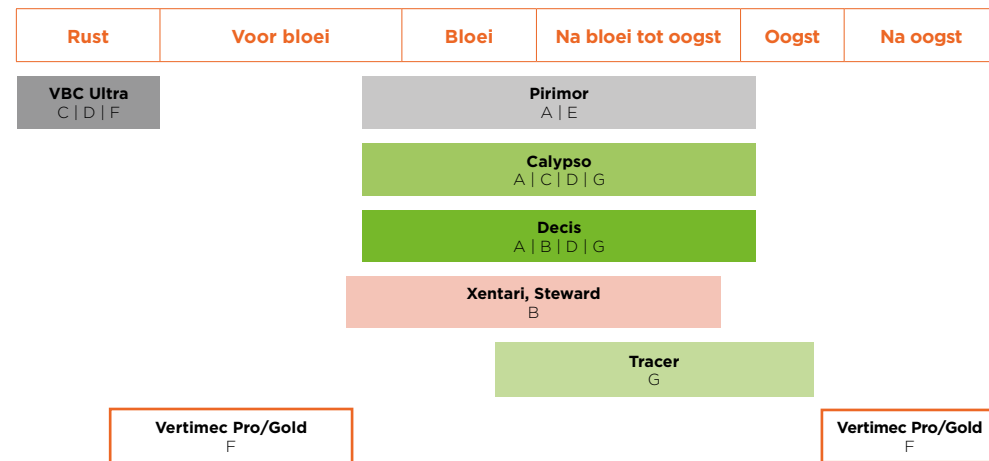 Rust Voor bloei Bloei Na bloei tot oogst Oogst Na oogst
VBC Ultra
C | D | F
Pirimor
A | E
Calypso
A | C | D | G
Decis
A | B | D | G
Xentari, Steward
B
Tracer
G
Vertimec Pro/Gold
F
Vertimec Pro/Gold
F